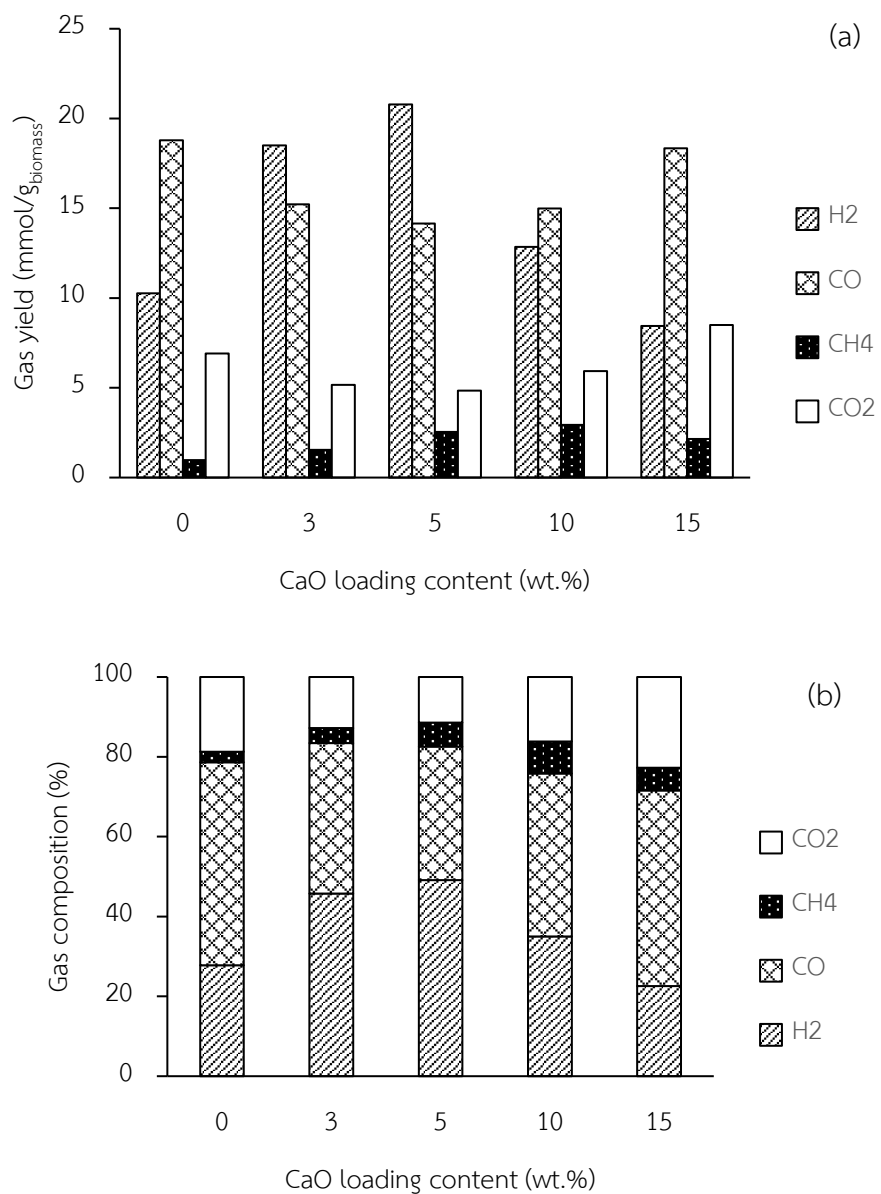 (a)
25
20
15
10
5
0
Gas yield (mmol/gbiomass)
0 3 5 10 15
CaO loading content (wt.%)
H2
CO
CH4
CO2
(b)
100
80
60
40
20
0
Gas composition (%)
0 3 5 10 15
CaO loading content (wt.%)
CO2
CH4
CO
H2